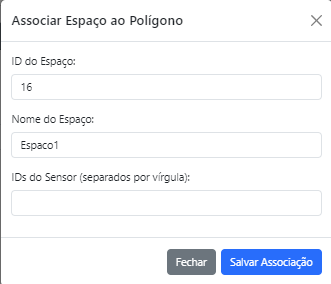 Associar Espaço ao Polígono
ID do Espaço:
16
Nome do Espaço:
Espaco1
IDs do Sensor (separados por vírgula):
Fechar
Salvar Associação